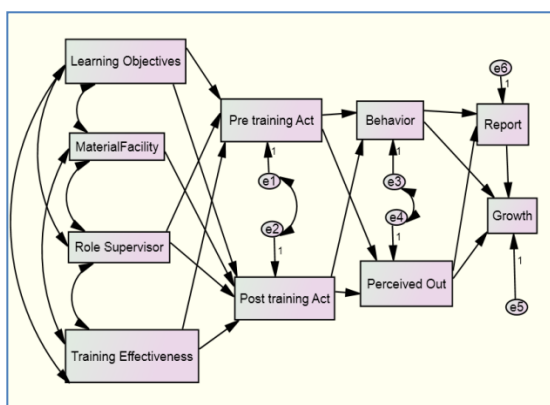 Learning Objectives
MaterialFacility
Role Supervisor
Training Effectiveness
Pre training Act
1
e1
e2
1
Post training Act
Behavior
1
e3
e4
1
Perceived Out
e6
1
Report
Growth
1
e5